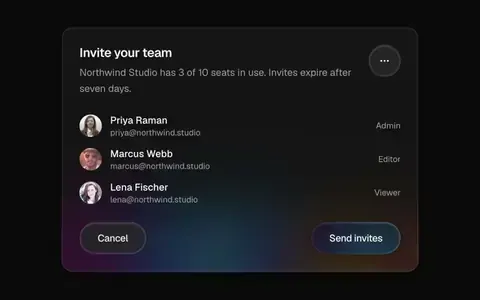 Invite your team
Northwind Studio has 3 of 10 seats in use. Invites expire after
seven days.
Priya Raman
priya@northwind.studio
Admin
Marcus Webb
marcus@northwind.studio
Editor
Lena Fischer
lena@northwind.studio
Viewer
Cancel
Send invites